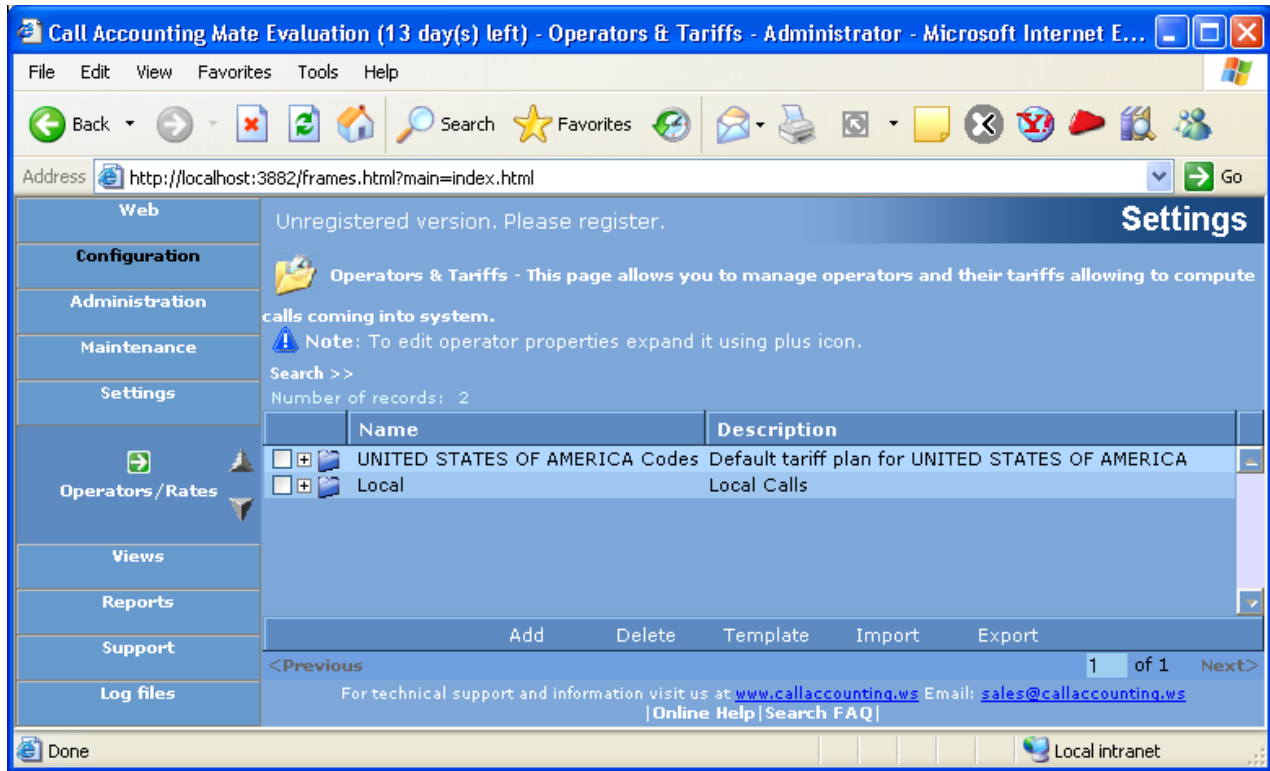 Call Accounting Mate Evaluation (13 day(s) left) - Operators & Tariffs - Administrator - Microsoft Internet E...
File Edit View Favorites Tools Help
Back Search Favorites
Address http://localhost:3882/frames.html?main=index.html Go
Web
Configuration
Administration
Maintenance
Settings
Operators/Rates
Views
Reports
Support
Log files
Unregistered version. Please register. Settings
Operators & Tariffs - This page allows you to manage operators and their tariffs allowing to compute
calls coming into system.
Note: To edit operator properties expand it using plus icon.
Search >>
Number of records: 2
Name Description
UNITED STATES OF AMERICA Codes Default tariff plan for UNITED STATES OF AMERICA
Local Local Calls
Add Delete Template Import Export
<Previous 1 of 1 Next>
For technical support and information visit us at www.callaccounting.ws Email: sales@callaccounting.ws
|Online Help|Search FAQ|
Done Local intranet